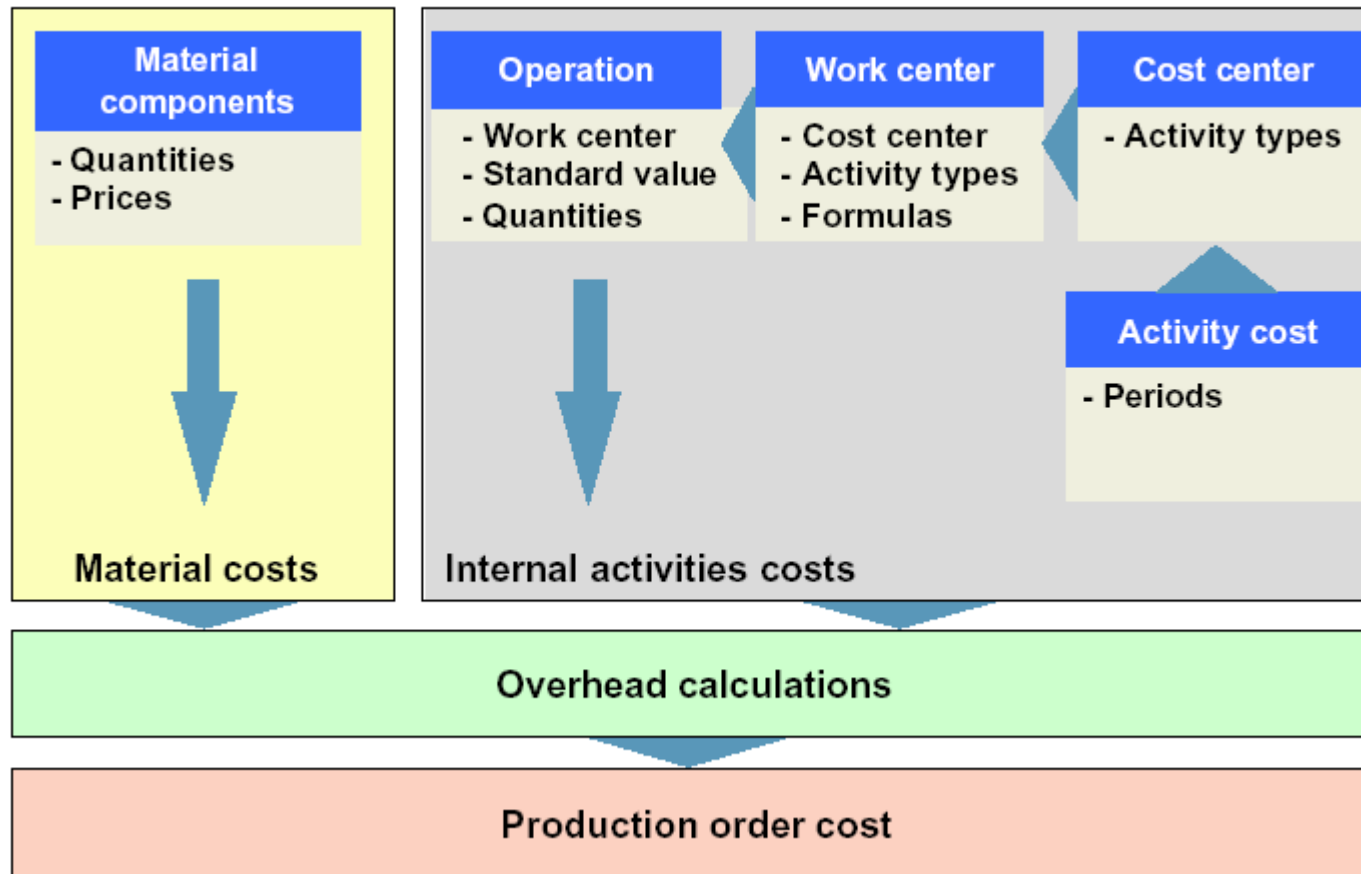 Material
components
- Quantities
- Prices
Material costs
Operation
- Work center
- Standard value
- Quantities
Work center
- Cost center
- Activity types
- Formulas
Cost center
- Activity types
Activity cost
- Periods
Internal activities costs
Overhead calculations
Production order cost